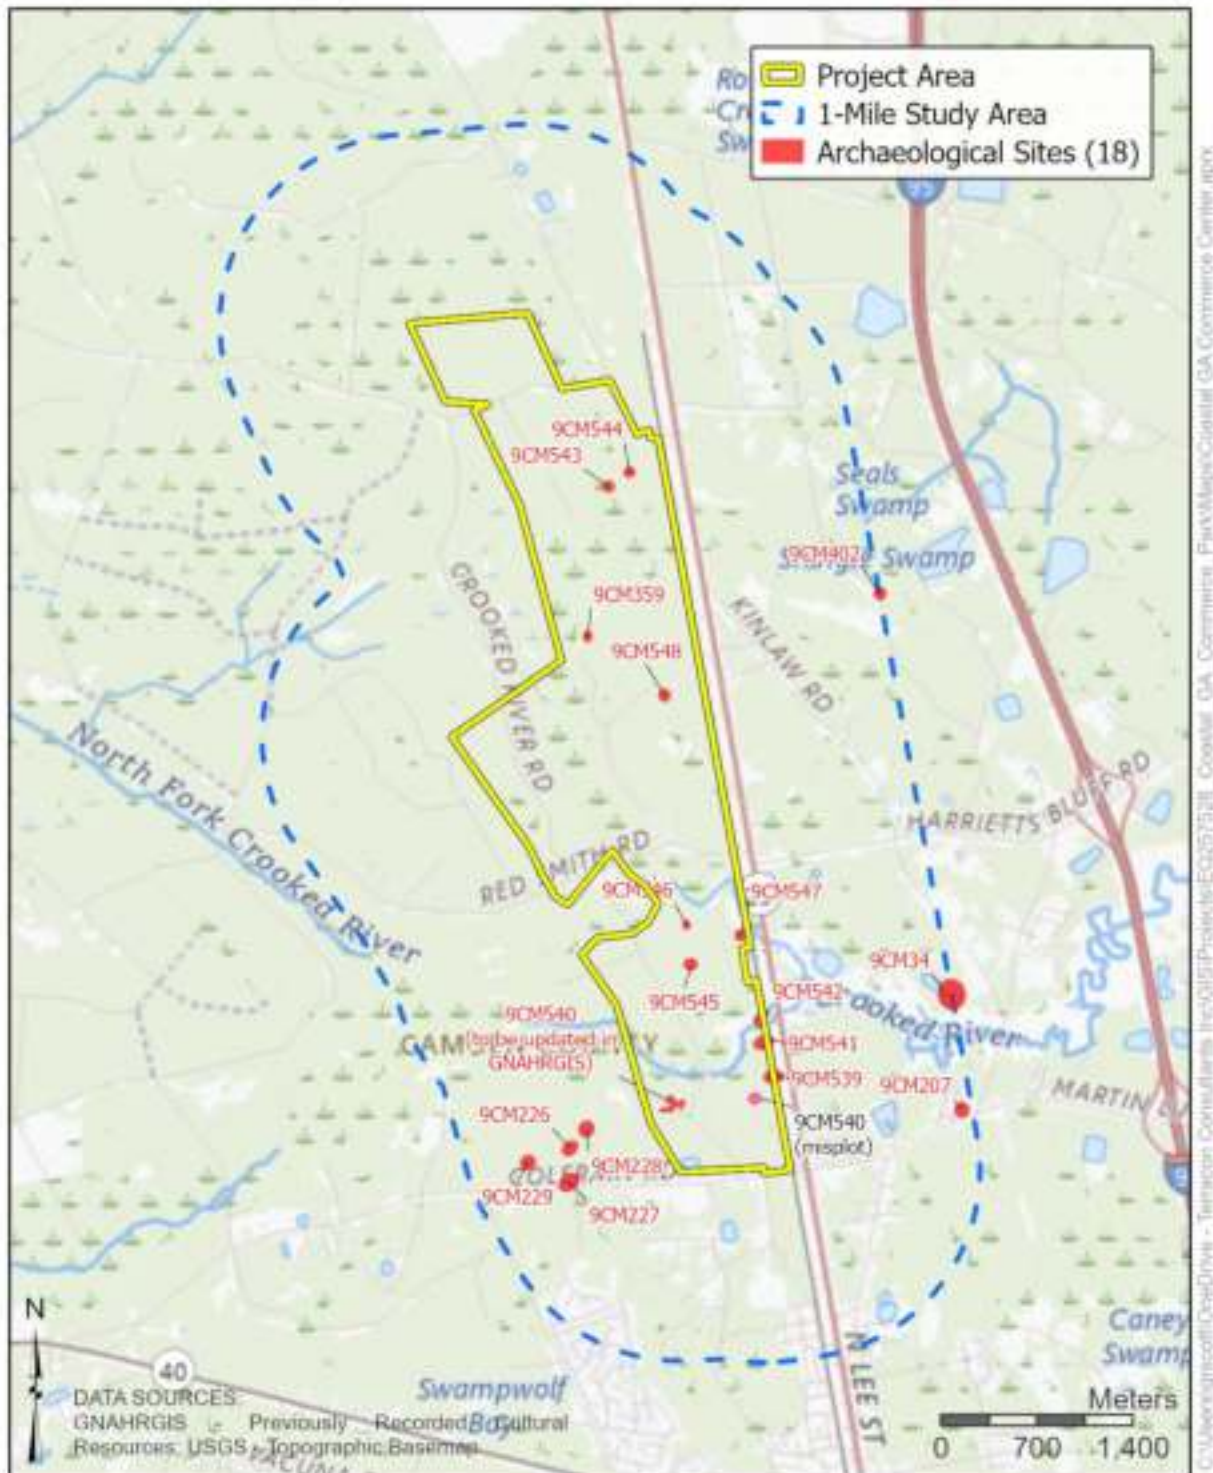 Project Area
1-Mile Study Area
Archaeological Sites (18)
95
9CM544
9CM543
Seals
Swamp
9CM402
Swamp
9CM359
9CM548
CROOKED RIVER RD
KINLAW RD
North Fork Crooked River
HARRIETTS BLUFF RD
RED SMITH RD
9CM547
9CM34
9CM545
9CM542
9CM540
(to be updated in
GNAHRGIS)
Crooked River
9CM541
9CM539
9CM207
MARTIN
9CM226
9CM540
(misplot)
9CM228
9CM229
9CM227
N
Caney
Swamp
40
N LEE ST
Swampwolf
Bay
Meters
0 700 1,400
DATA SOURCES:
GNAHRGIS - Previously Recorded Cultural
Resources; USGS - Topographic Basemap